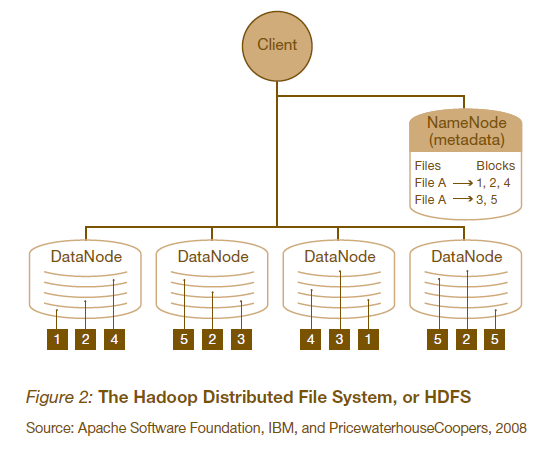 Client
NameNode
(metadata)
Files Blocks
File A → 1, 2, 4
File A → 3, 5
DataNode DataNode DataNode DataNode
1 2 4 5 2 3 4 3 1 5 2 5
Figure 2: The Hadoop Distributed File System, or HDFS
Source: Apache Software Foundation, IBM, and PricewaterhouseCoopers, 2008